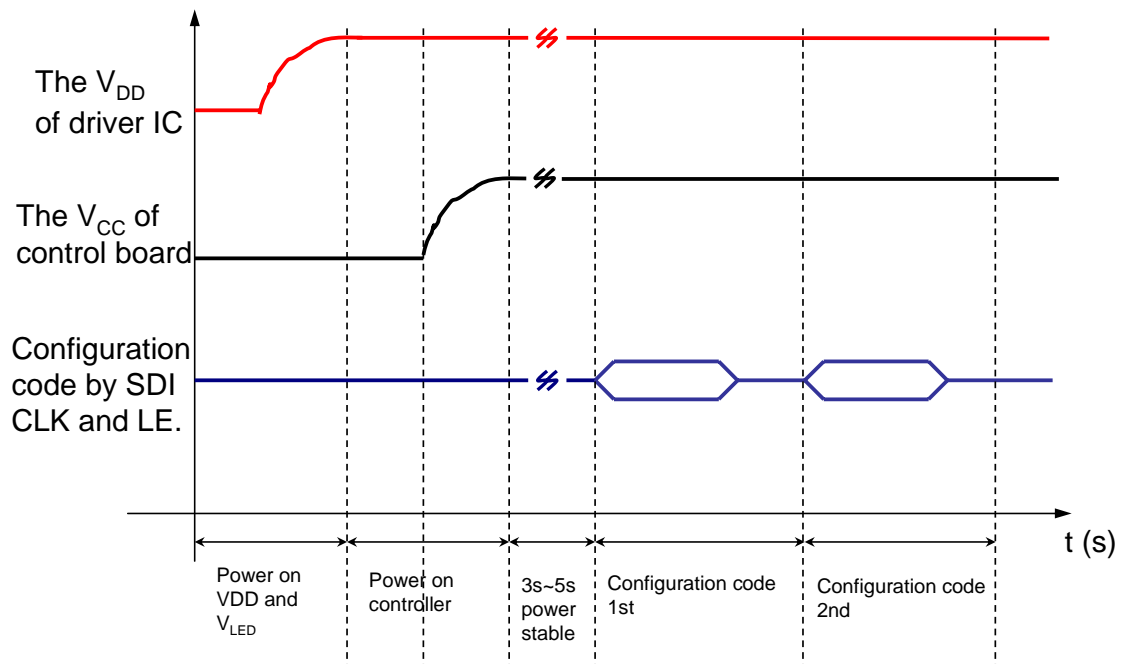 The VDD
of driver IC
The VCC of
control board
Configuration
code by SDI
CLK and LE.
t (s)
Power on
VDD and
VLED
Power on
controller
3s~5s
power
stable
Configuration code
1st
Configuration code
2nd